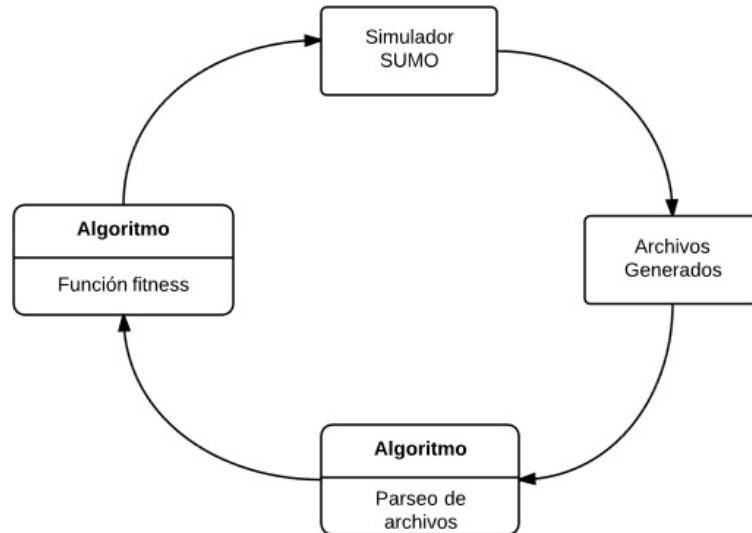 Simulador
SUMO
Algoritmo
Función fitness
Archivos
Generados
Algoritmo
Parseo de
archivos